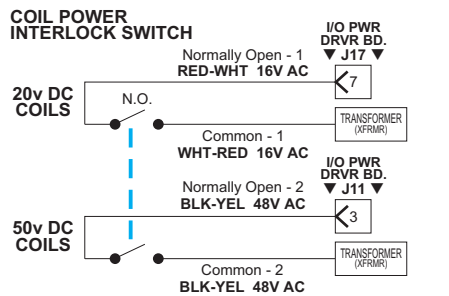 COIL POWER
INTERLOCK SWITCH
I/O PWR
DRVR BD.
▼ J17 ▼
Normally Open - 1
RED-WHT 16V AC
7
20v DC
COILS
N.O.
TRANSFORMER
(XFRMR)
Common - 1
WHT-RED 16V AC
I/O PWR
DRVR BD.
▼ J11 ▼
Normally Open - 2
BLK-YEL 48V AC
3
50v DC
COILS
TRANSFORMER
(XFRMR)
Common - 2
BLK-YEL 48V AC